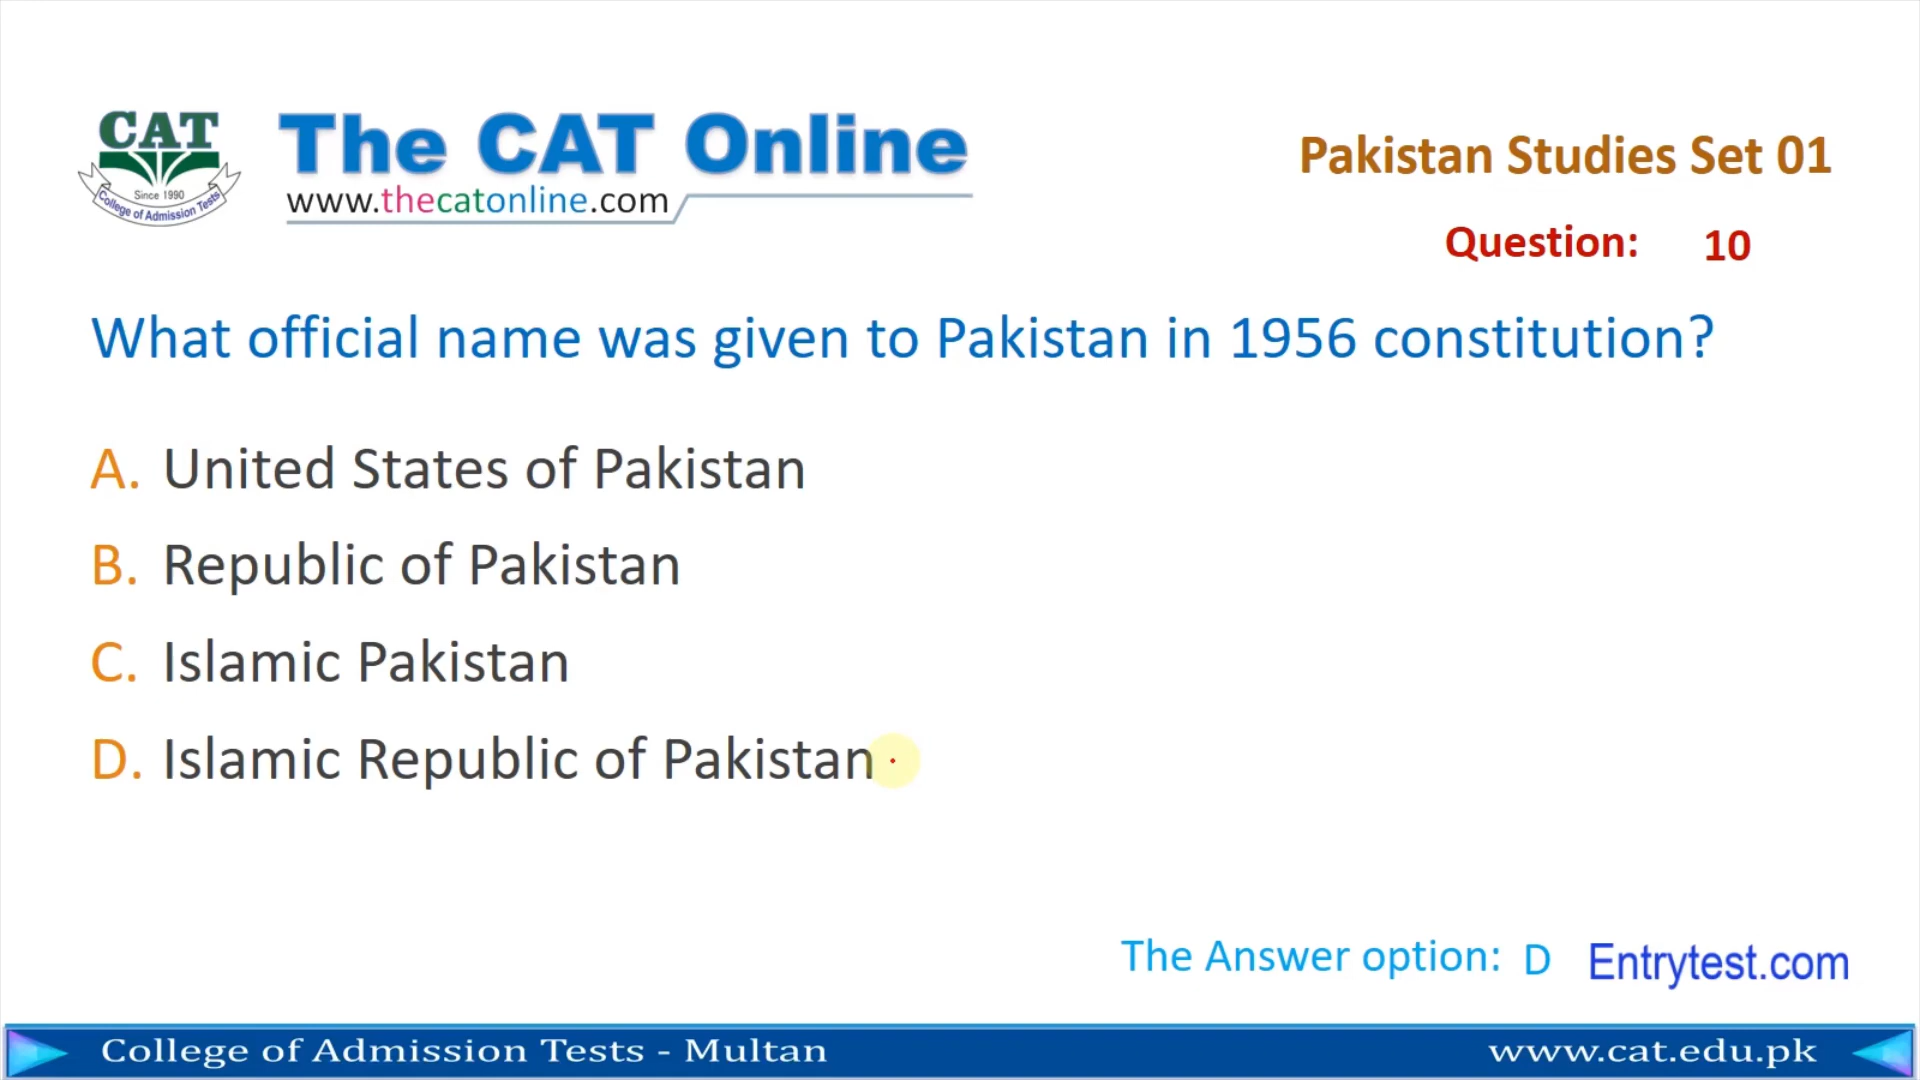 CAT
Since 1990
College of Admission Tests
The CAT Online
www.thecatonline.com
Pakistan Studies Set 01
Question: 10
What official name was given to Pakistan in 1956 constitution?
A. United States of Pakistan
B. Republic of Pakistan
C. Islamic Pakistan
D. Islamic Republic of Pakistan
The Answer option: D
Entrytest.com
College of Admission Tests - Multan
www.cat.edu.pk